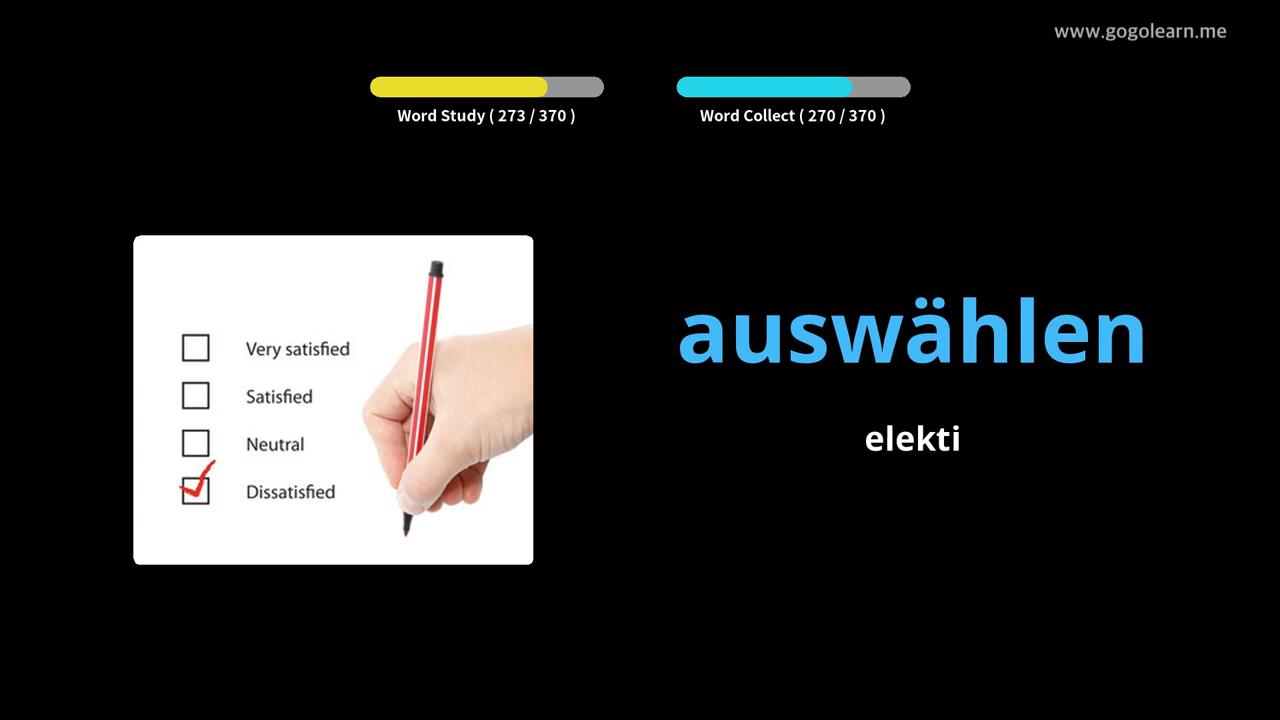 www.gogolearn.me
Word Study ( 273 / 370 )
Word Collect ( 270 / 370 )
Very satisfied
Satisfied
Neutral
Dissatisfied
auswählen
elekti